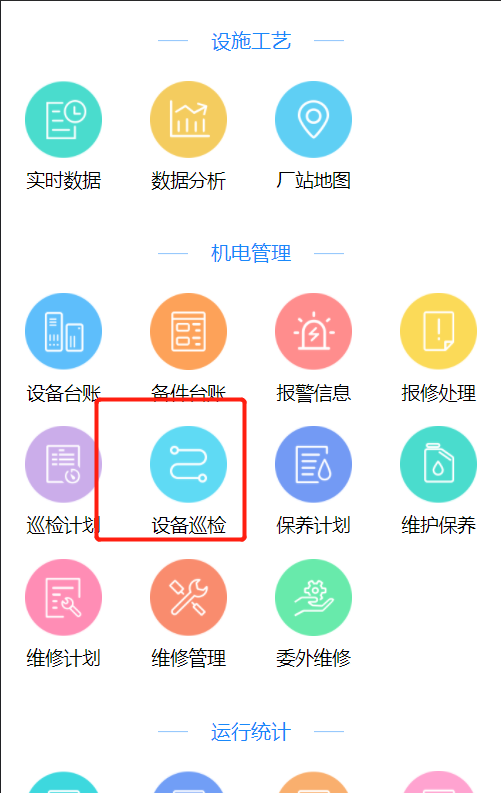 设施工艺
实时数据 数据分析 厂站地图
机电管理
设备台账 备件台账 报警信息 报修处理
巡检计划 设备巡检 保养计划 维护保养
维修计划 维修管理 委外维修
运行统计